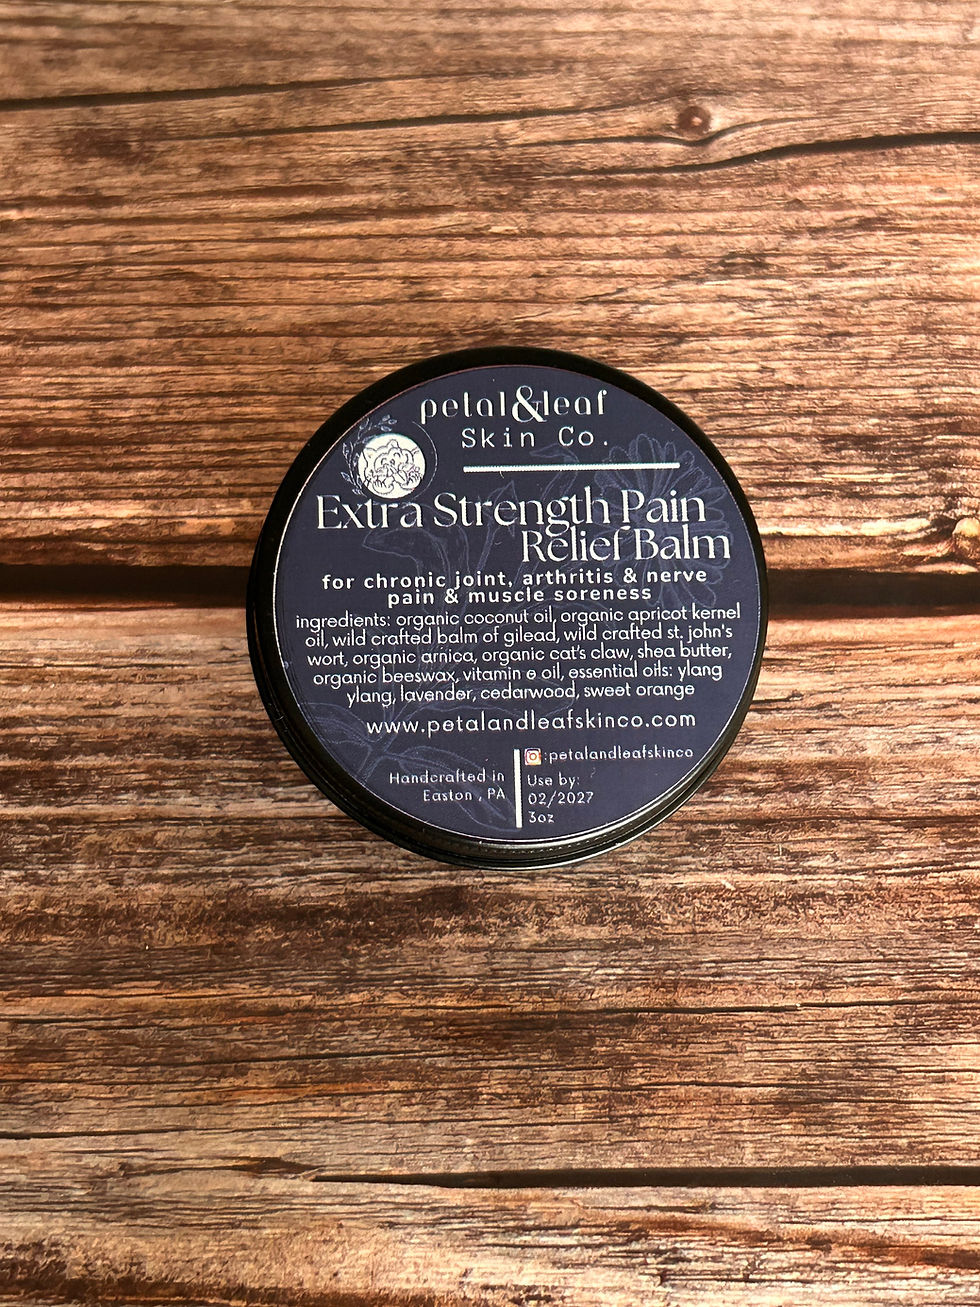 petal&leaf
Skin Co.
Extra Strength Pain
Relief Balm
for chronic joint, arthritis & nerve
pain & muscle soreness
ingredients: organic coconut oil, organic apricot kernel
oil, wild crafted balm of gilead, wild crafted st. john's
wort, organic arnica, organic cat's claw, shea butter,
organic beeswax, vitamin e oil, essential oils: ylang
ylang, lavender, cedarwood, sweet orange
www.petalandleafskinco.com
Handcrafted in
Easton , PA
:petalandleafskinco
Use by:
02/2027
3oz